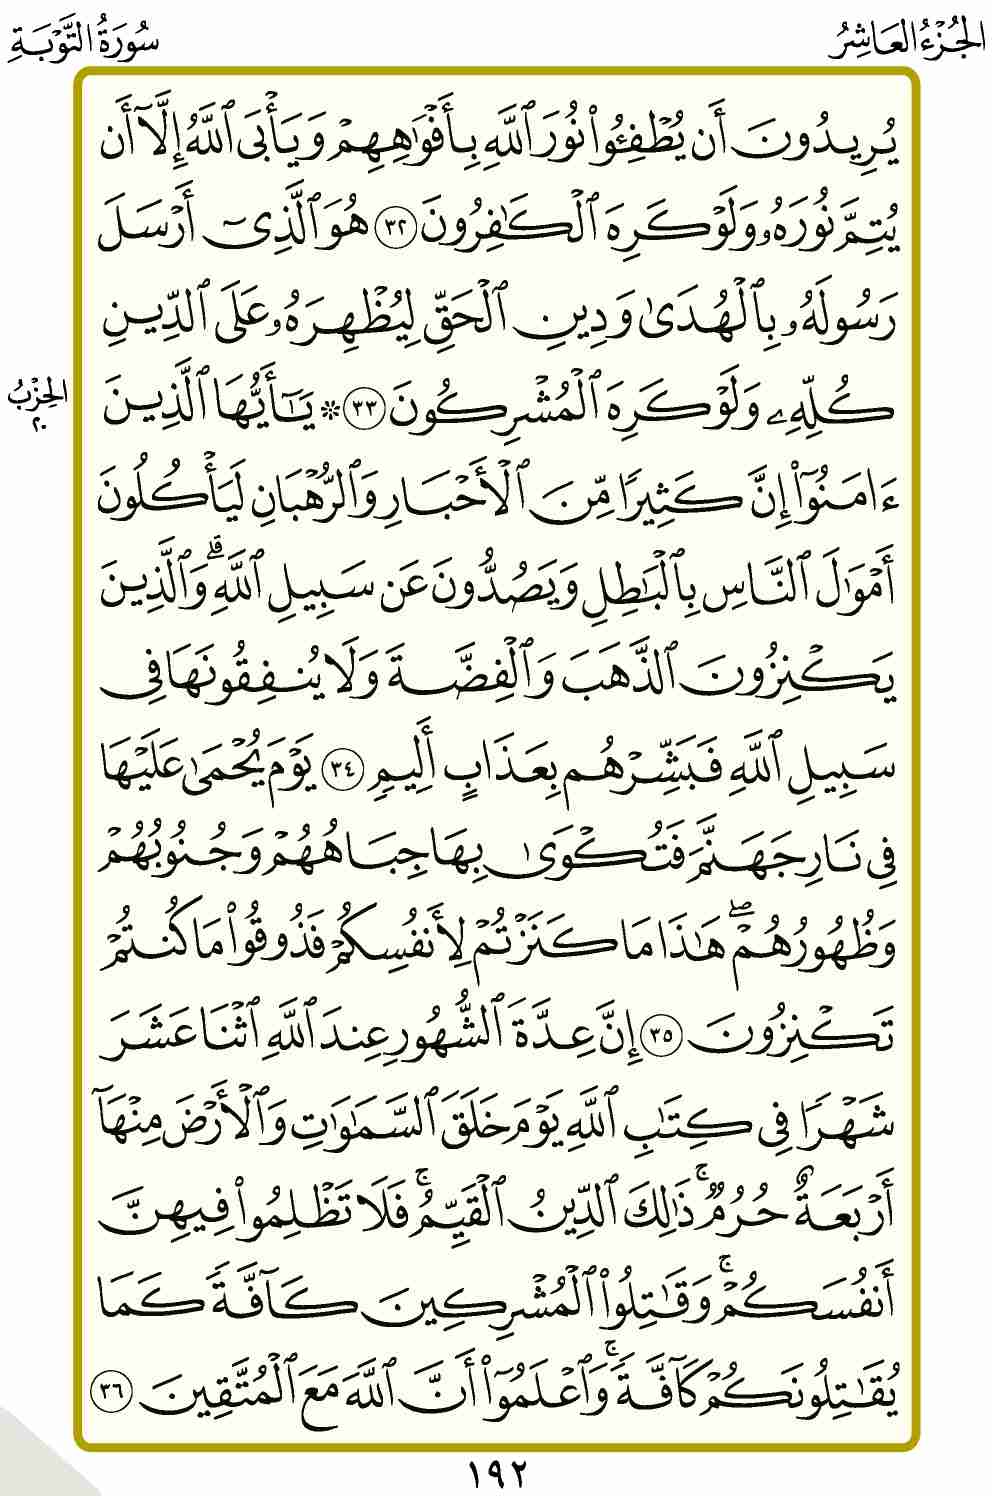 الجُزْءُ العَاشِرُ
سُورَةُ التَّوْبَةِ
يُرِيدُونَ أَن يُطْفِـُٔوا۟ نُورَ ٱللَّهِ بِأَفْوَٰهِهِمْ وَيَأْبَى ٱللَّهُ إِلَّآ أَن
يُتِمَّ نُورَهُۥ وَلَوْ كَرِهَ ٱلْكَٰفِرُونَ ٣٢ هُوَ ٱلَّذِىٓ أَرْسَلَ
رَسُولَهُۥ بِٱلْهُدَىٰ وَدِينِ ٱلْحَقِّ لِيُظْهِرَهُۥ عَلَى ٱلدِّينِ
كُلِّهِۦ وَلَوْ كَرِهَ ٱلْمُشْرِكُونَ ٣٣ ۞ يَٰٓأَيُّهَا ٱلَّذِينَ
الحِزْبُ
٢٠
ءَامَنُوٓا۟ إِنَّ كَثِيرًا مِّنَ ٱلْأَحْبَارِ وَٱلرُّهْبَانِ لَيَأْكُلُونَ
أَمْوَٰلَ ٱلنَّاسِ بِٱلْبَٰطِلِ وَيَصُدُّونَ عَن سَبِيلِ ٱللَّهِ ۗ وَٱلَّذِينَ
يَكْنِزُونَ ٱلذَّهَبَ وَٱلْفِضَّةَ وَلَا يُنفِقُونَهَا فِى
سَبِيلِ ٱللَّهِ فَبَشِّرْهُم بِعَذَابٍ أَلِيمٍ ٣٤ يَوْمَ يُحْمَىٰ عَلَيْهَا
فِى نَارِ جَهَنَّمَ فَتُكْوَىٰ بِهَا جِبَاهُهُمْ وَجُنُوبُهُمْ
وَظُهُورُهُمْ ۖ هَٰذَا مَا كَنَزْتُمْ لِأَنفُسِكُمْ فَذُوقُوا۟ مَا كُنتُمْ
تَكْنِزُونَ ٣٥ إِنَّ عِدَّةَ ٱلشُّهُورِ عِندَ ٱللَّهِ ٱثْنَا عَشَرَ
شَهْرًا فِى كِتَٰبِ ٱللَّهِ يَوْمَ خَلَقَ ٱلسَّمَٰوَٰتِ وَٱلْأَرْضَ مِنْهَآ
أَرْبَعَةٌ حُرُمٌ ۚ ذَٰلِكَ ٱلدِّينُ ٱلْقَيِّمُ ۚ فَلَا تَظْلِمُوا۟ فِيهِنَّ
أَنفُسَكُمْ ۚ وَقَٰتِلُوا۟ ٱلْمُشْرِكِينَ كَآفَّةً كَمَا
يُقَٰتِلُونَكُمْ كَآفَّةً ۚ وَٱعْلَمُوٓا۟ أَنَّ ٱللَّهَ مَعَ ٱلْمُتَّقِينَ ٣٦
١٩٢